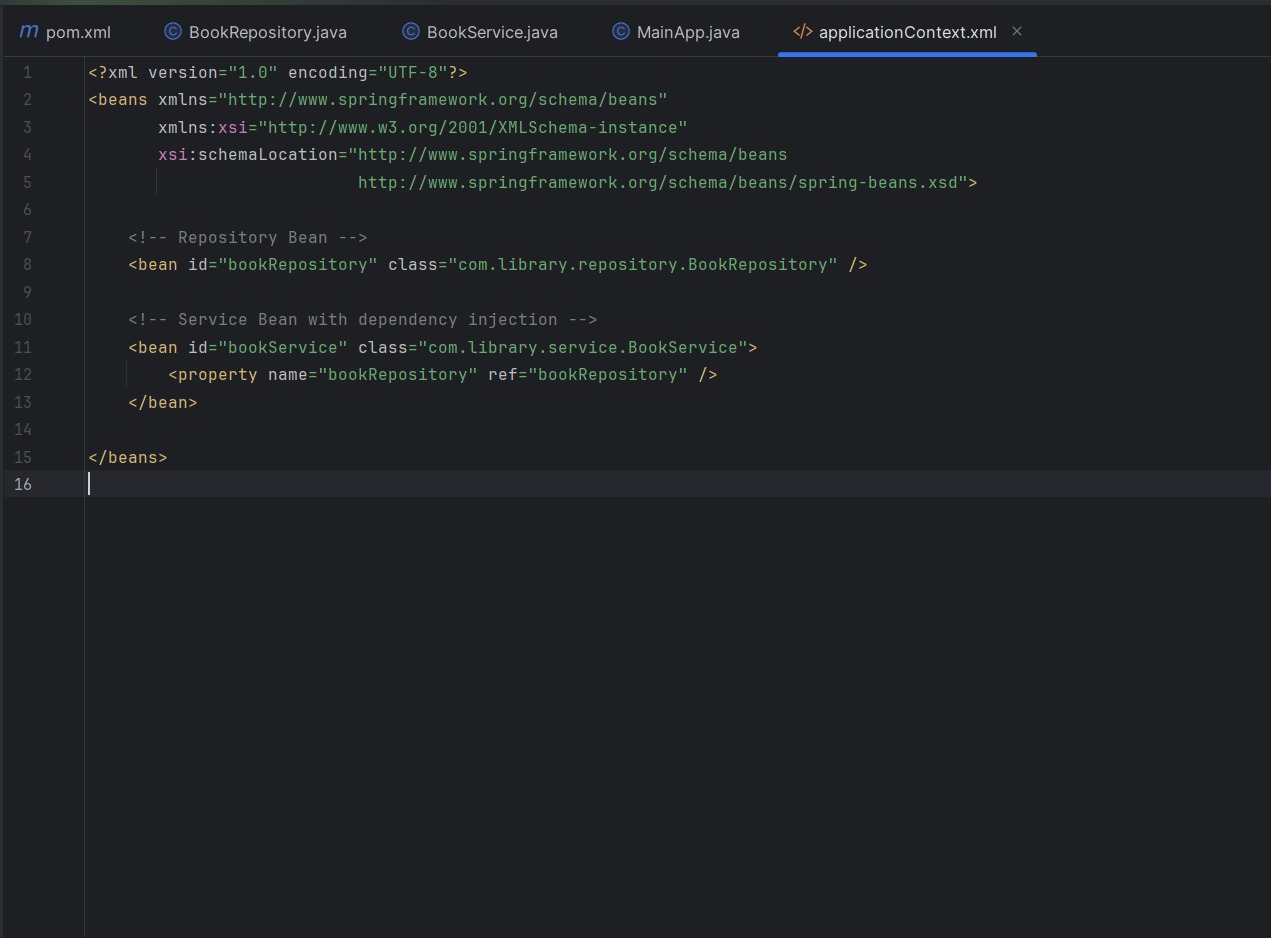 m pom.xml
C BookRepository.java
C BookService.java
C MainApp.java
</> applicationContext.xml ×
1 <?xml version="1.0" encoding="UTF-8"?>
2 <beans xmlns="http://www.springframework.org/schema/beans"
3        xmlns:xsi="http://www.w3.org/2001/XMLSchema-instance"
4        xsi:schemaLocation="http://www.springframework.org/schema/beans
5                            http://www.springframework.org/schema/beans/spring-beans.xsd">
6
7     <!-- Repository Bean -->
8     <bean id="bookRepository" class="com.library.repository.BookRepository" />
9
10     <!-- Service Bean with dependency injection -->
11     <bean id="bookService" class="com.library.service.BookService">
12         <property name="bookRepository" ref="bookRepository" />
13     </bean>
14
15 </beans>
16